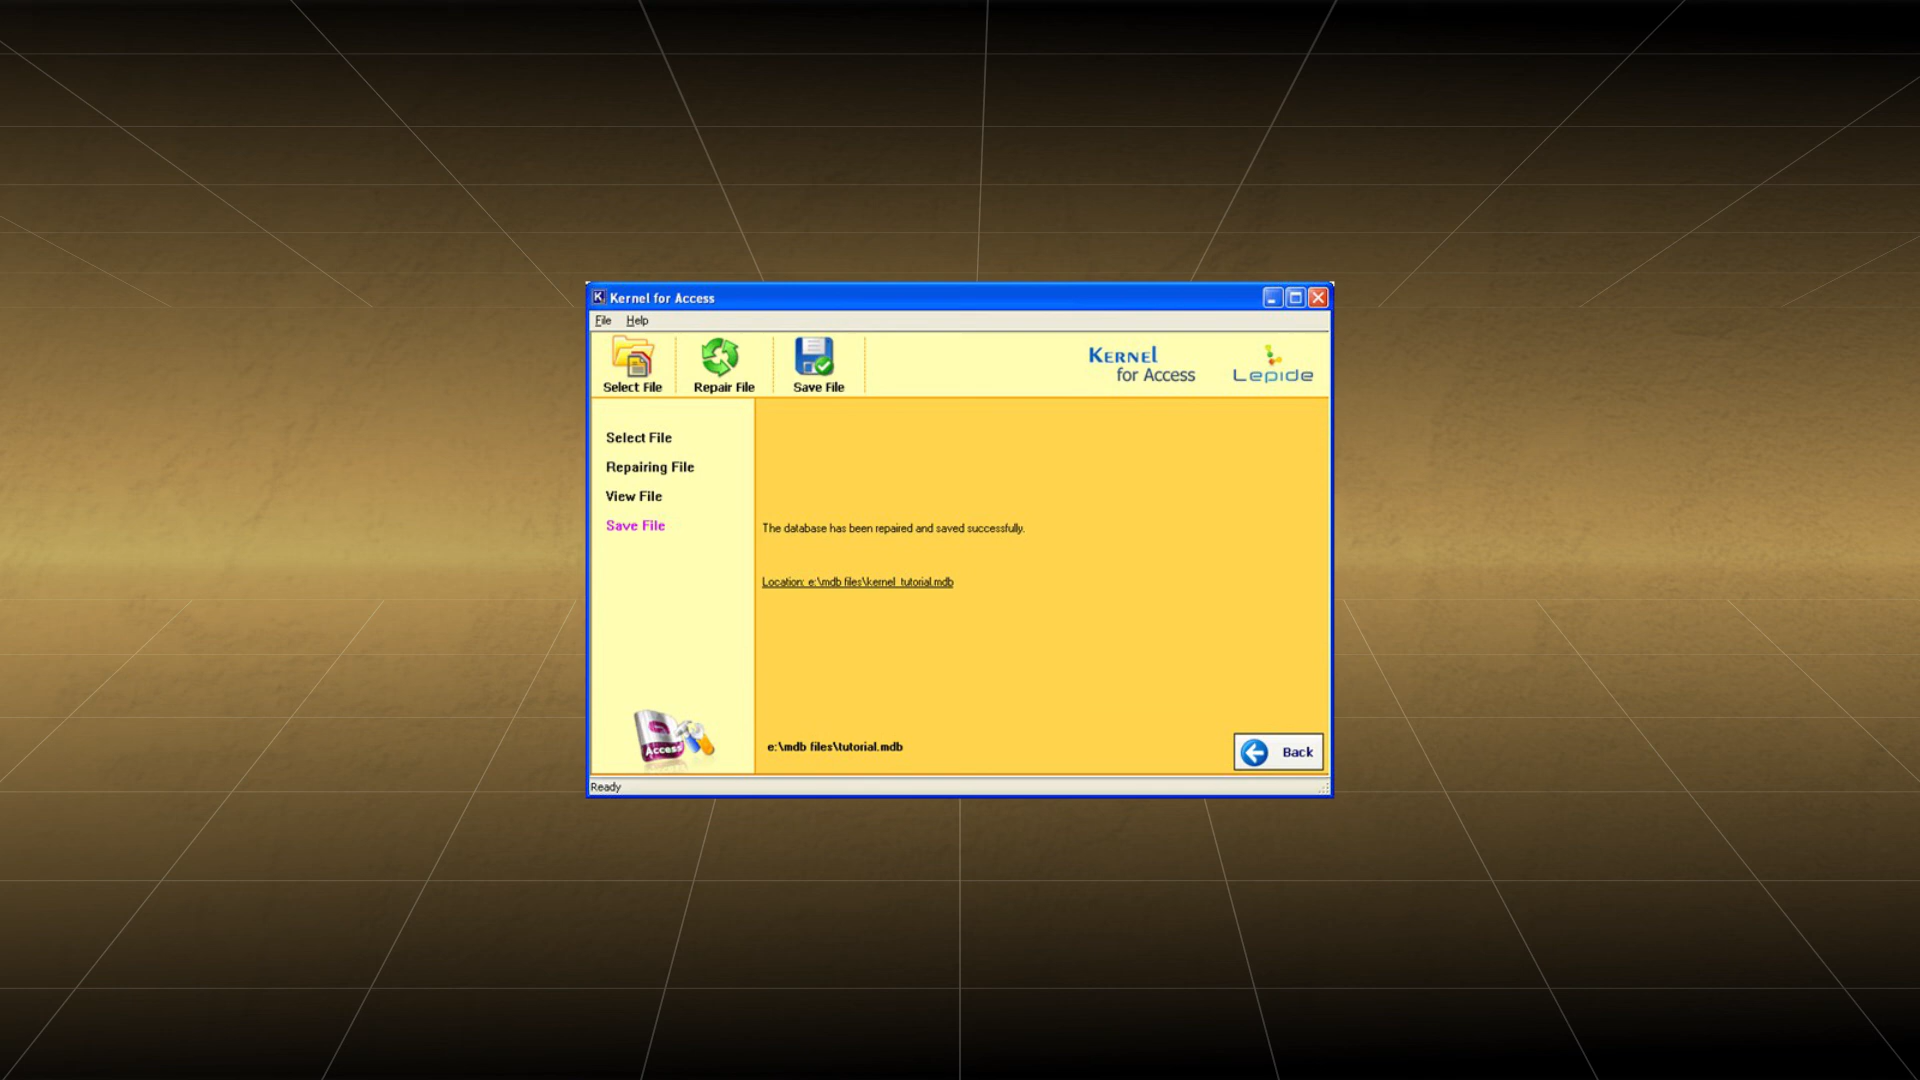 Kernel for Access
File Help
Select File Repair File Save File
KERNEL
for Access
Lepide
Select File
Repairing File
View File
Save File
The database has been repaired and saved successfully.
Location: e:\mdb files\kernel_tutorial.mdb
Access
e:\mdb files\tutorial.mdb
Back
Ready